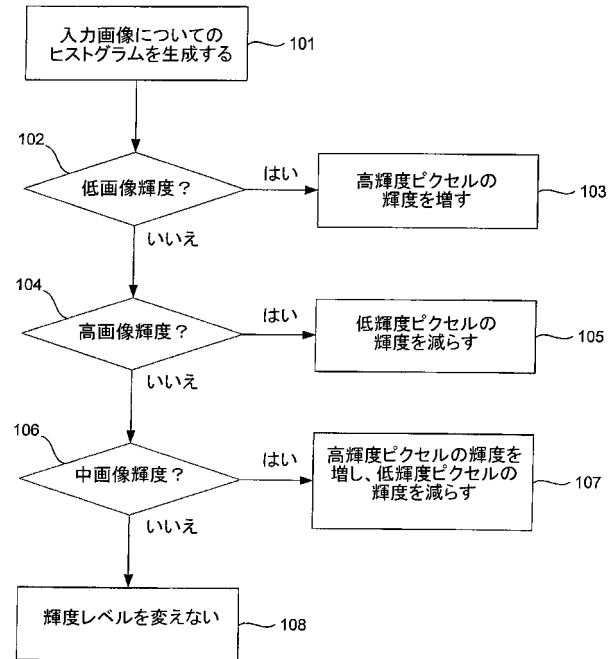 入力画像についての
ヒストグラムを生成する
101
102
低画像輝度？
はい
高輝度ピクセルの
輝度を増す
103
いいえ
104
高画像輝度？
はい
低輝度ピクセルの
輝度を減らす
105
いいえ
106
中画像輝度？
はい
高輝度ピクセルの輝度を
増し、低輝度ピクセルの
輝度を減らす
107
いいえ
輝度レベルを変えない
108